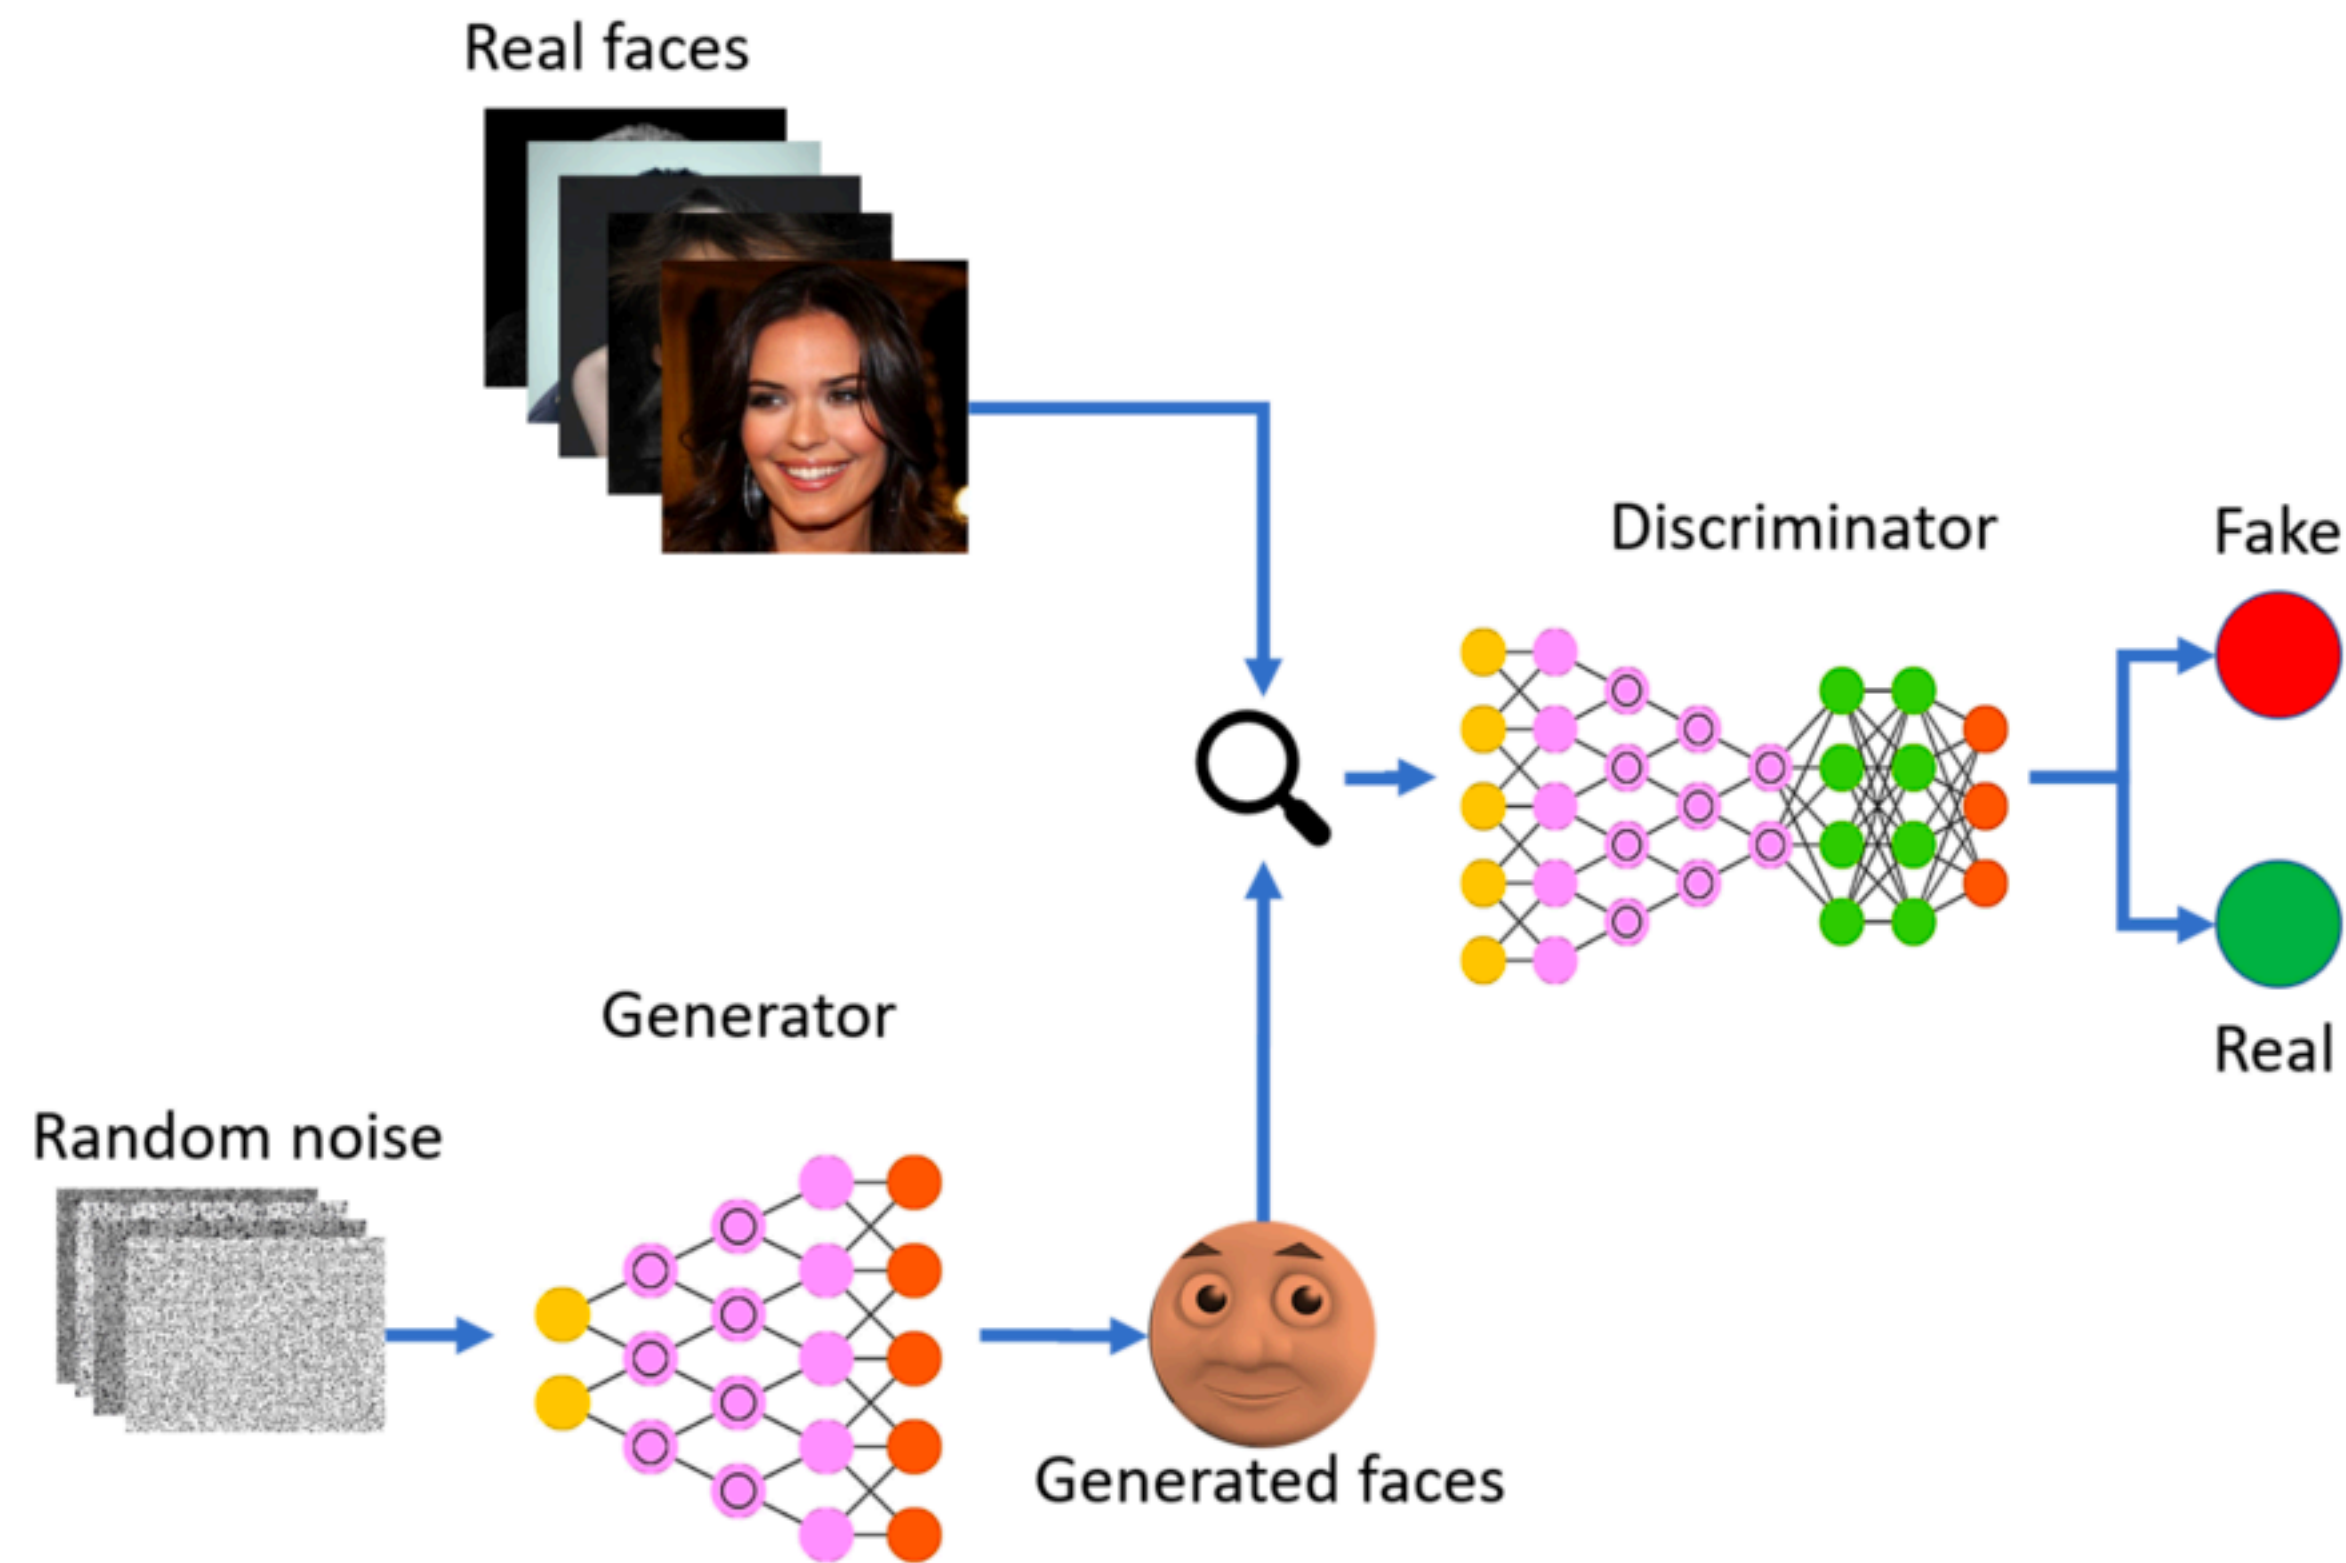 Real faces
Discriminator
Fake
Real
Generator
Random noise
Generated faces